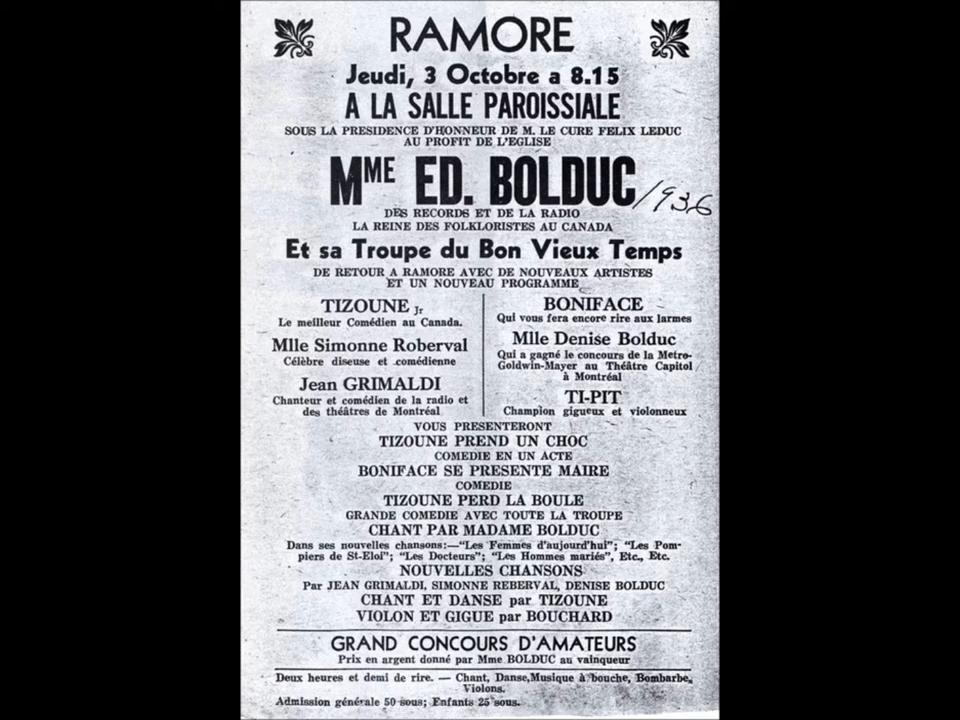 RAMORE
Jeudi, 3 Octobre a 8.15
A LA SALLE PAROISSIALE
SOUS LA PRESIDENCE D'HONNEUR DE M. LE CURE FELIX LEDUC
AU PROFIT DE L'EGLISE
MME ED. BOLDUC
1936
DES RECORDS ET DE LA RADIO
LA REINE DES FOLKLORISTES AU CANADA
Et sa Troupe du Bon Vieux Temps
DE RETOUR A RAMORE AVEC DE NOUVEAUX ARTISTES
ET UN NOUVEAU PROGRAMME
TIZOUNE Jr
Le meilleur Comédien au Canada.
Mlle Simonne Roberval
Célèbre diseuse et comédienne
Jean GRIMALDI
Chanteur et comédien de la radio et
des théâtres de Montréal
BONIFACE
Qui vous fera encore rire aux larmes
Mlle Denise Bolduc
Qui a gagné le concours de la Metro-
Goldwin-Mayer au Théâtre Capitol
à Montréal
TI-PIT
Champion gigueux et violonneux
VOUS PRESENTERONT
TIZOUNE PREND UN CHOC
COMEDIE EN UN ACTE
BONIFACE SE PRESENTE MAIRE
COMEDIE
TIZOUNE PERD LA BOULE
GRANDE COMEDIE AVEC TOUTE LA TROUPE
CHANT PAR MADAME BOLDUC
Dans ses nouvelles chansons:—"Les Femmes d'aujourd'hui"; "Les Pom-
piers de St-Eloi"; "Les Docteurs"; "Les Hommes mariés", Etc., Etc.
NOUVELLES CHANSONS
Par JEAN GRIMALDI, SIMONNE REBERVAL, DENISE BOLDUC
CHANT ET DANSE par TIZOUNE
VIOLON ET GIGUE par BOUCHARD
GRAND CONCOURS D'AMATEURS
Prix en argent donné par Mme BOLDUC au vainqueur
Deux heures et demi de rire. — Chant, Danse,Musique à bouche, Bombarbe,
Violons.
Admission générale 50 sous; Enfants 25 sous.